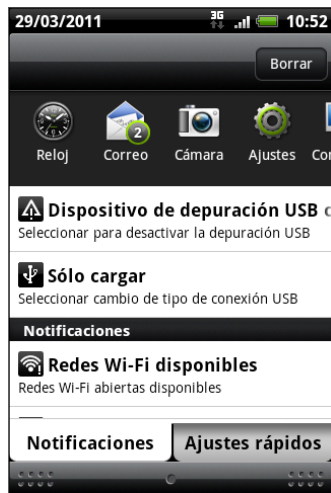 29/03/2011 3G 10:52
Borrar
2
Reloj Correo Cámara Ajustes Co
Dispositivo de depuración USB
Seleccionar para desactivar la depuración USB
Sólo cargar
Seleccionar cambio de tipo de conexión USB
Notificaciones
Redes Wi-Fi disponibles
Redes Wi-Fi abiertas disponibles
Notificaciones Ajustes rápidos